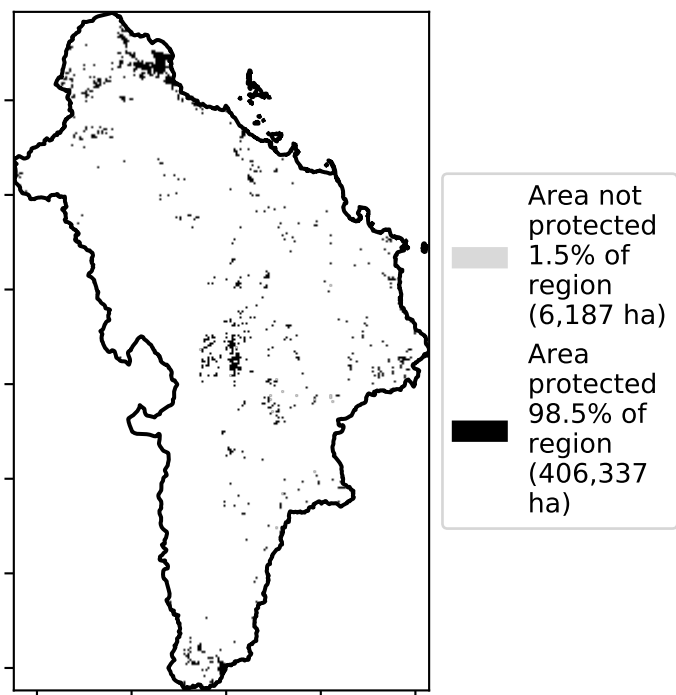 Area not
protected
1.5% of
region
(6,187 ha)
Area
protected
98.5% of
region
(406,337
ha)